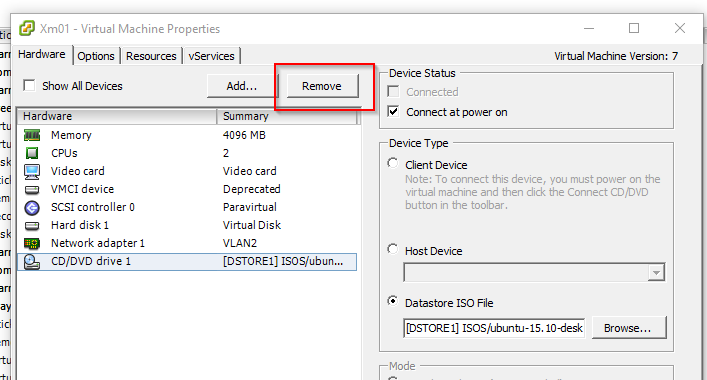 Xm01 - Virtual Machine Properties
Hardware Options Resources vServices
Virtual Machine Version: 7
Show All Devices
Add...
Remove
Hardware Summary
Memory 4096 MB
CPUs 2
Video card Video card
VMCI device Deprecated
SCSI controller 0 Paravirtual
Hard disk 1 Virtual Disk
Network adapter 1 VLAN2
CD/DVD drive 1 [DSTORE1] ISOS/ubun...
Device Status
Connected
Connect at power on
Device Type
Client Device
Note: To connect this device, you must power on the
virtual machine and then click the Connect CD/DVD
button in the toolbar.
Host Device
Datastore ISO File
[DSTORE1] ISOS/ubuntu-15.10-desk
Browse...
Mode